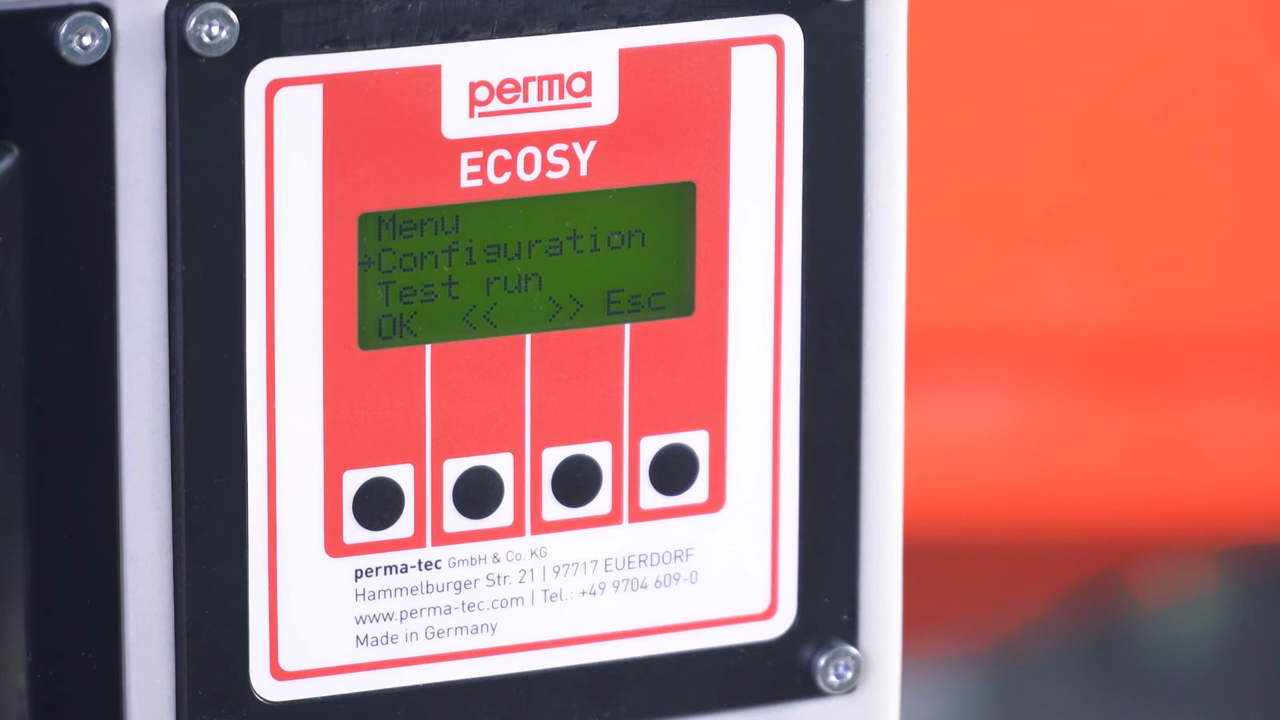 perma
ECOSY
Menu
→Configuration
Test run
OK << >> Esc
perma-tec GmbH & Co. KG
Hammelburger Str. 21 | 97717 EUERDORF
www.perma-tec.com | Tel.: +49 9704 609-0
Made in Germany